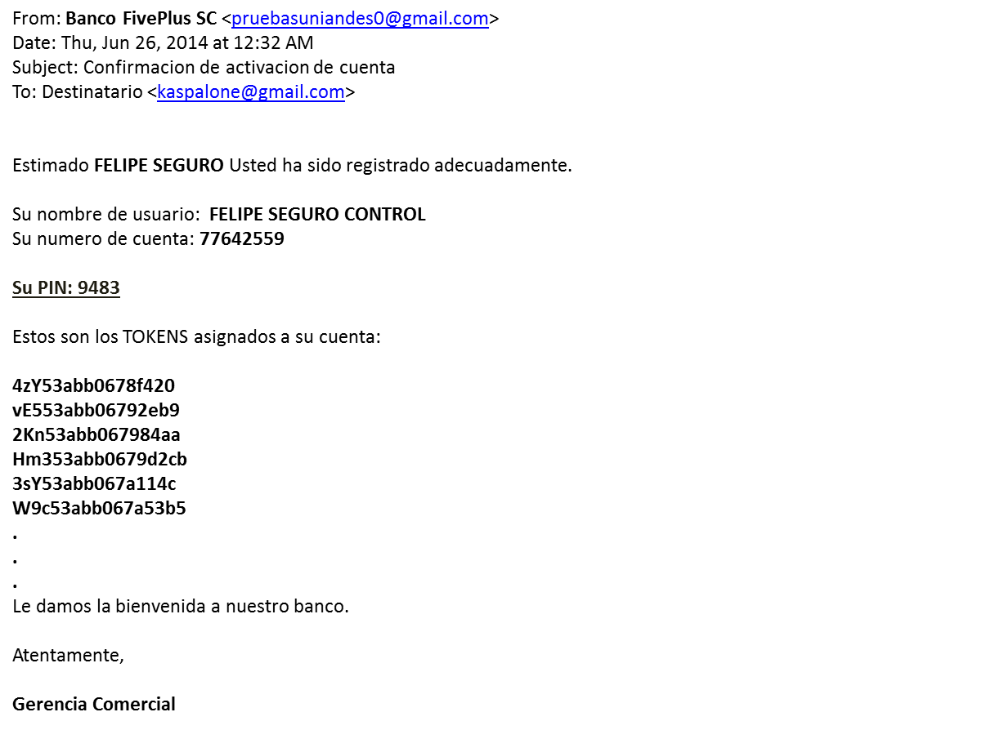 From: Banco FivePlus SC <pruebasuniandes0@gmail.com>
Date: Thu, Jun 26, 2014 at 12:32 AM
Subject: Confirmacion de activacion de cuenta
To: Destinatario <kaspalone@gmail.com>
Estimado FELIPE SEGURO Usted ha sido registrado adecuadamente.
Su nombre de usuario: FELIPE SEGURO CONTROL
Su numero de cuenta: 77642559
Su PIN: 9483
Estos son los TOKENS asignados a su cuenta:
4zY53abb0678f420
vE553abb06792eb9
2Kn53abb067984aa
Hm353abb0679d2cb
3sY53abb067a114c
W9c53abb067a53b5
.
.
.
Le damos la bienvenida a nuestro banco.
Atentamente,
Gerencia Comercial